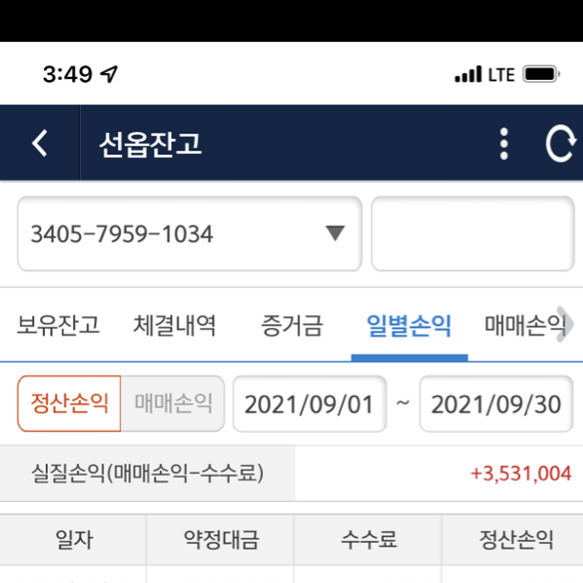 3:49 LTE
선옵잔고
3405-7959-1034 ▼
보유잔고 체결내역 증거금 일별손익 매매손익
정산손익 매매손익 2021/09/01 ~ 2021/09/30
실질손익(매매손익-수수료) +3,531,004
일자 약정대금 수수료 정산손익